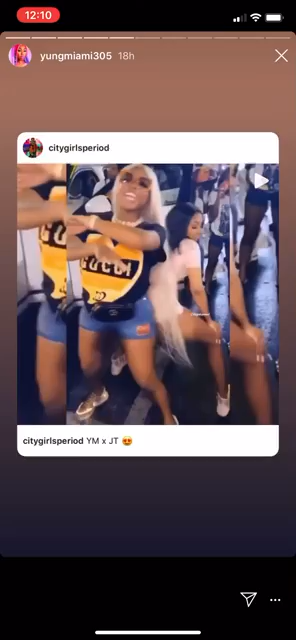 12:10
yungmiami305 18h
citygirlsperiod
GUCCI
citygirlsperiod YM x JT 😍